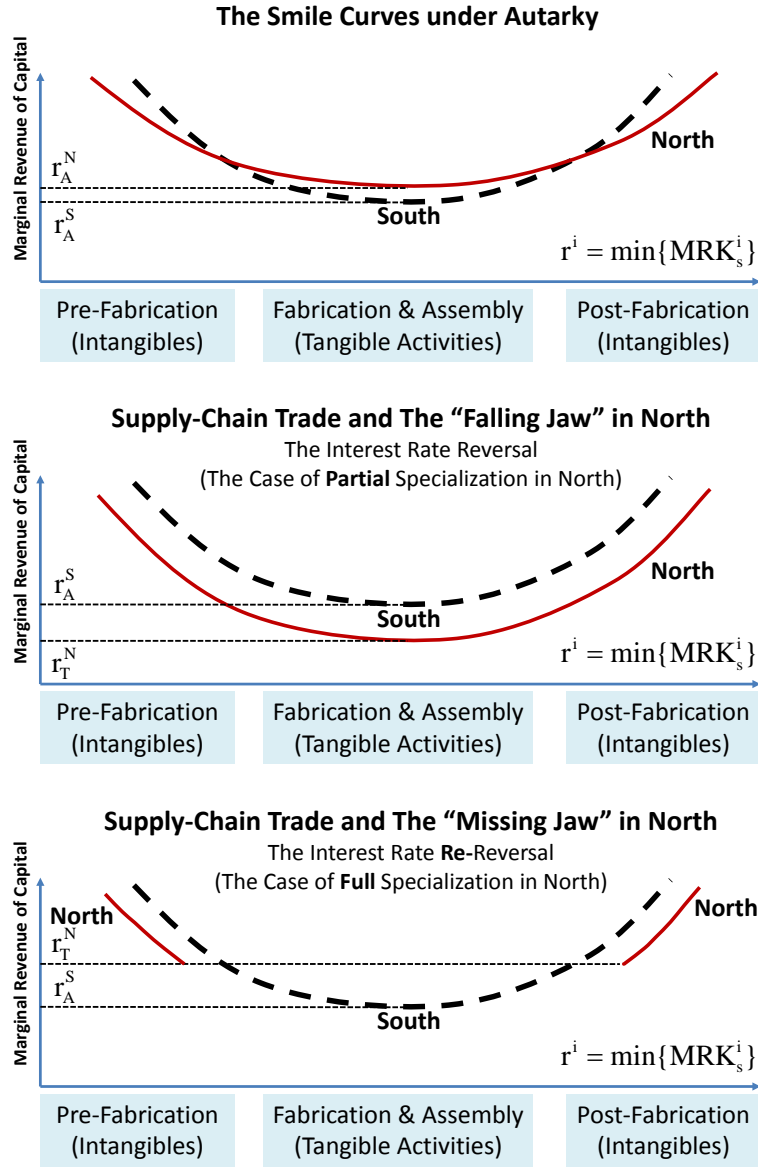 The Smile Curves under Autarky
Marginal Revenue of Capital
North
r_A^N
r_A^S
South
r^i = min{MRK_s^i}
Pre-Fabrication
(Intangibles)
Fabrication & Assembly
(Tangible Activities)
Post-Fabrication
(Intangibles)
Supply-Chain Trade and The “Falling Jaw” in North
The Interest Rate Reversal
(The Case of Partial Specialization in North)
Marginal Revenue of Capital
r_A^S
North
South
r_T^N
r^i = min{MRK_s^i}
Pre-Fabrication
(Intangibles)
Fabrication & Assembly
(Tangible Activities)
Post-Fabrication
(Intangibles)
Supply-Chain Trade and The “Missing Jaw” in North
The Interest Rate Re-Reversal
(The Case of Full Specialization in North)
Marginal Revenue of Capital
North
North
r_T^N
r_A^S
South
r^i = min{MRK_s^i}
Pre-Fabrication
(Intangibles)
Fabrication & Assembly
(Tangible Activities)
Post-Fabrication
(Intangibles)